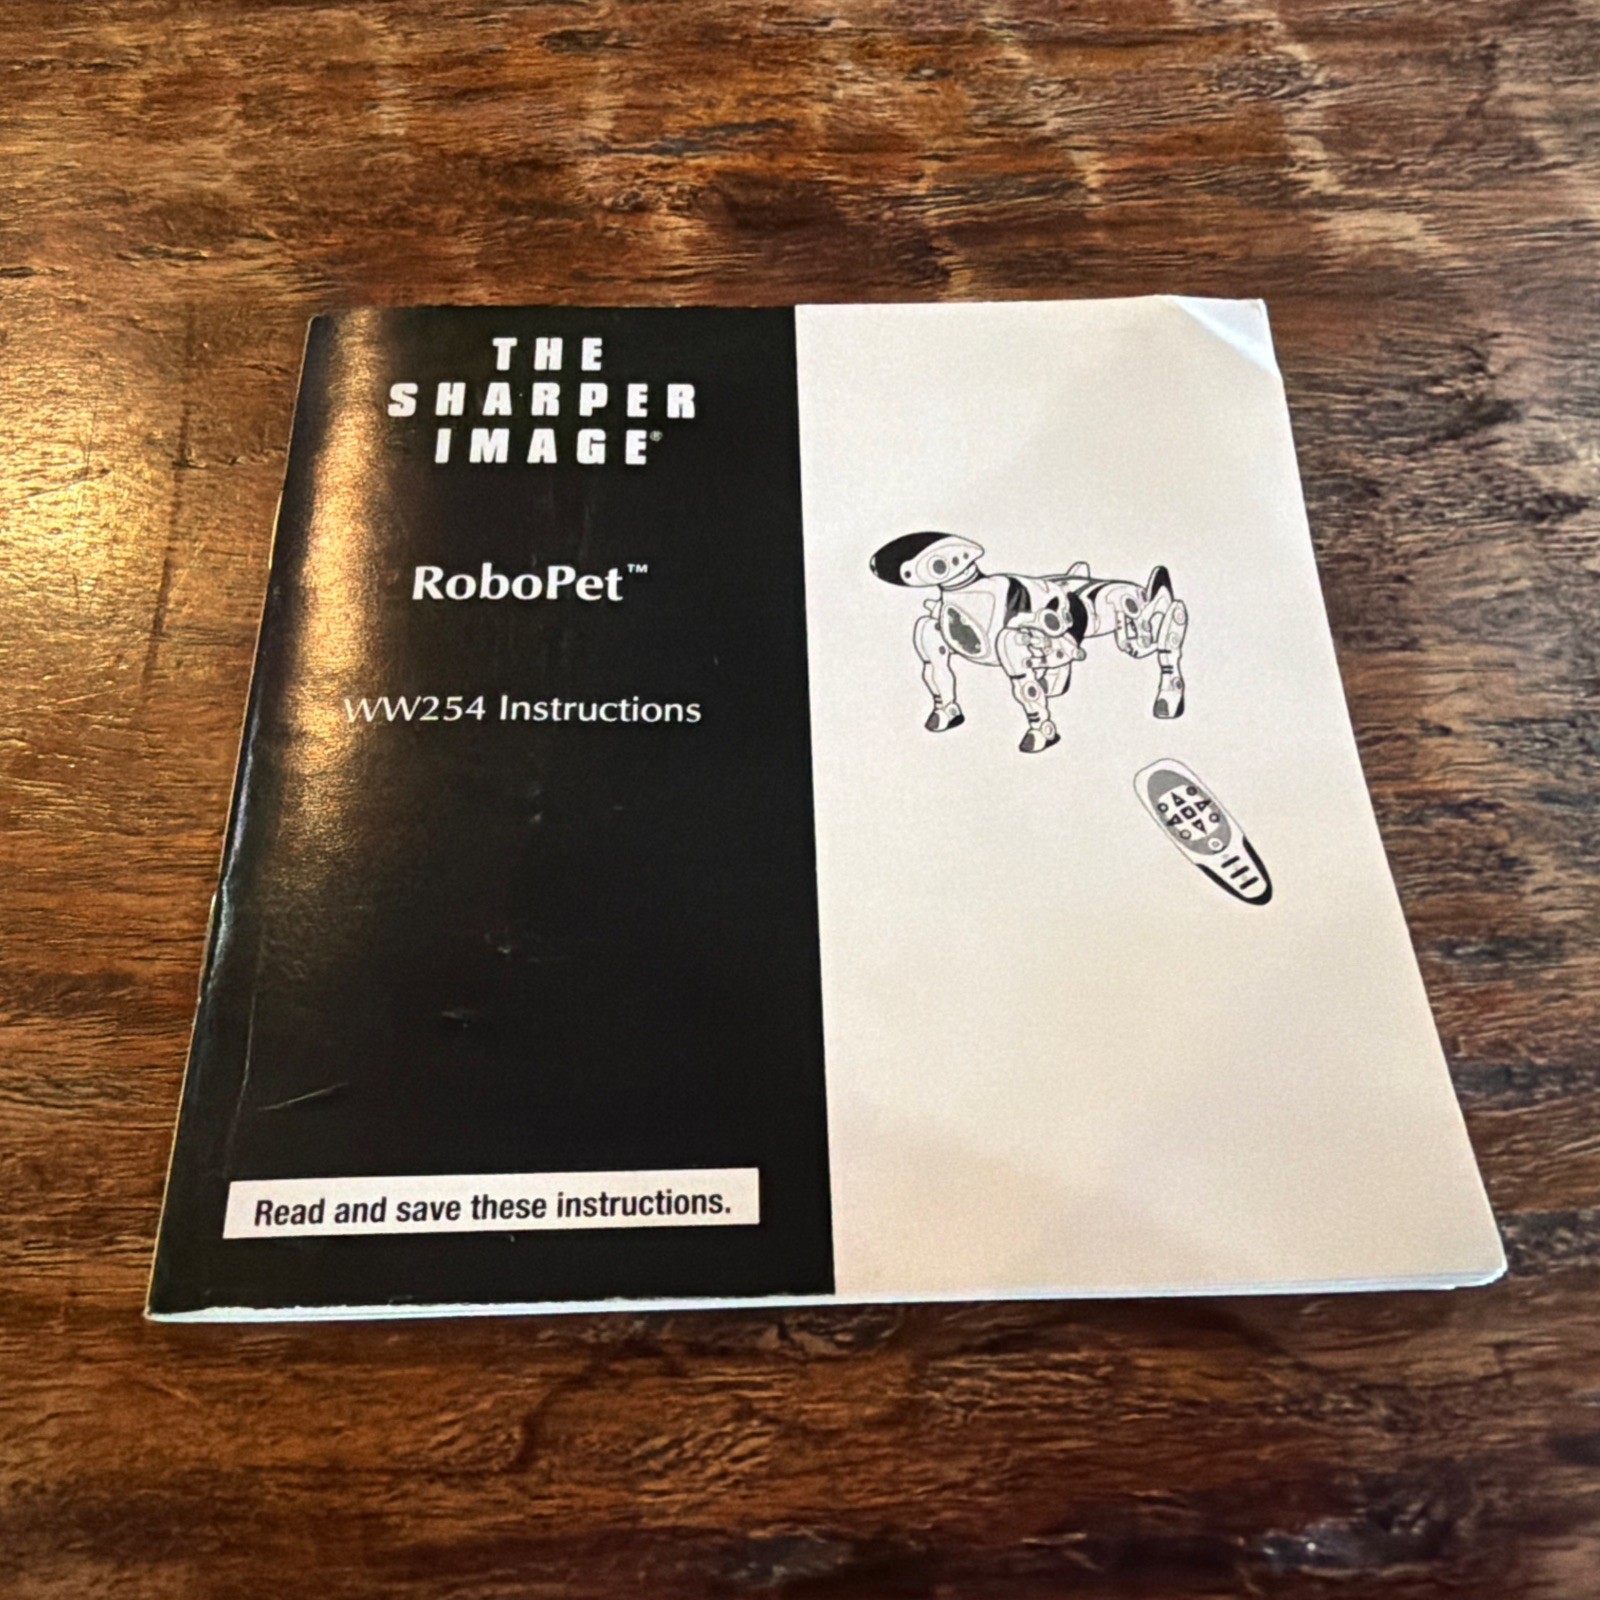 THE
SHARPER
IMAGE®
RoboPet™
WW254 Instructions
Read and save these instructions.